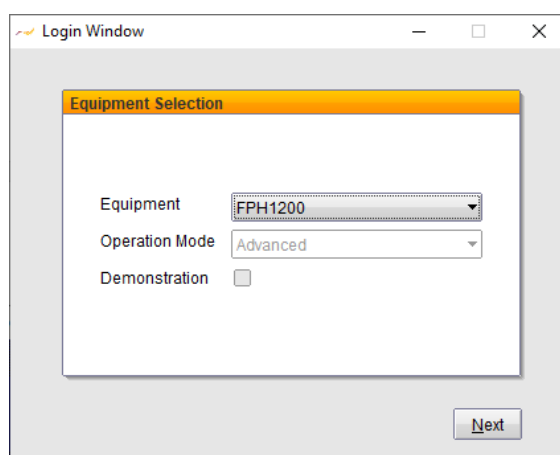 Login Window
Equipment Selection
Equipment FPH1200
Operation Mode Advanced
Demonstration
Next